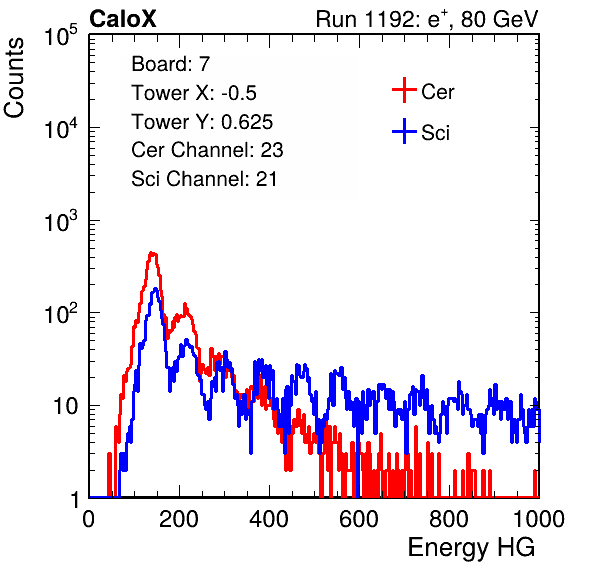 CaloX Run 1192: e⁺, 80 GeV
Counts
Board: 7
Tower X: -0.5
Tower Y: 0.625
Cer Channel: 23
Sci Channel: 21
Cer
Sci
10⁵
10⁴
10³
10²
10
1
0 200 400 600 800 1000
Energy HG